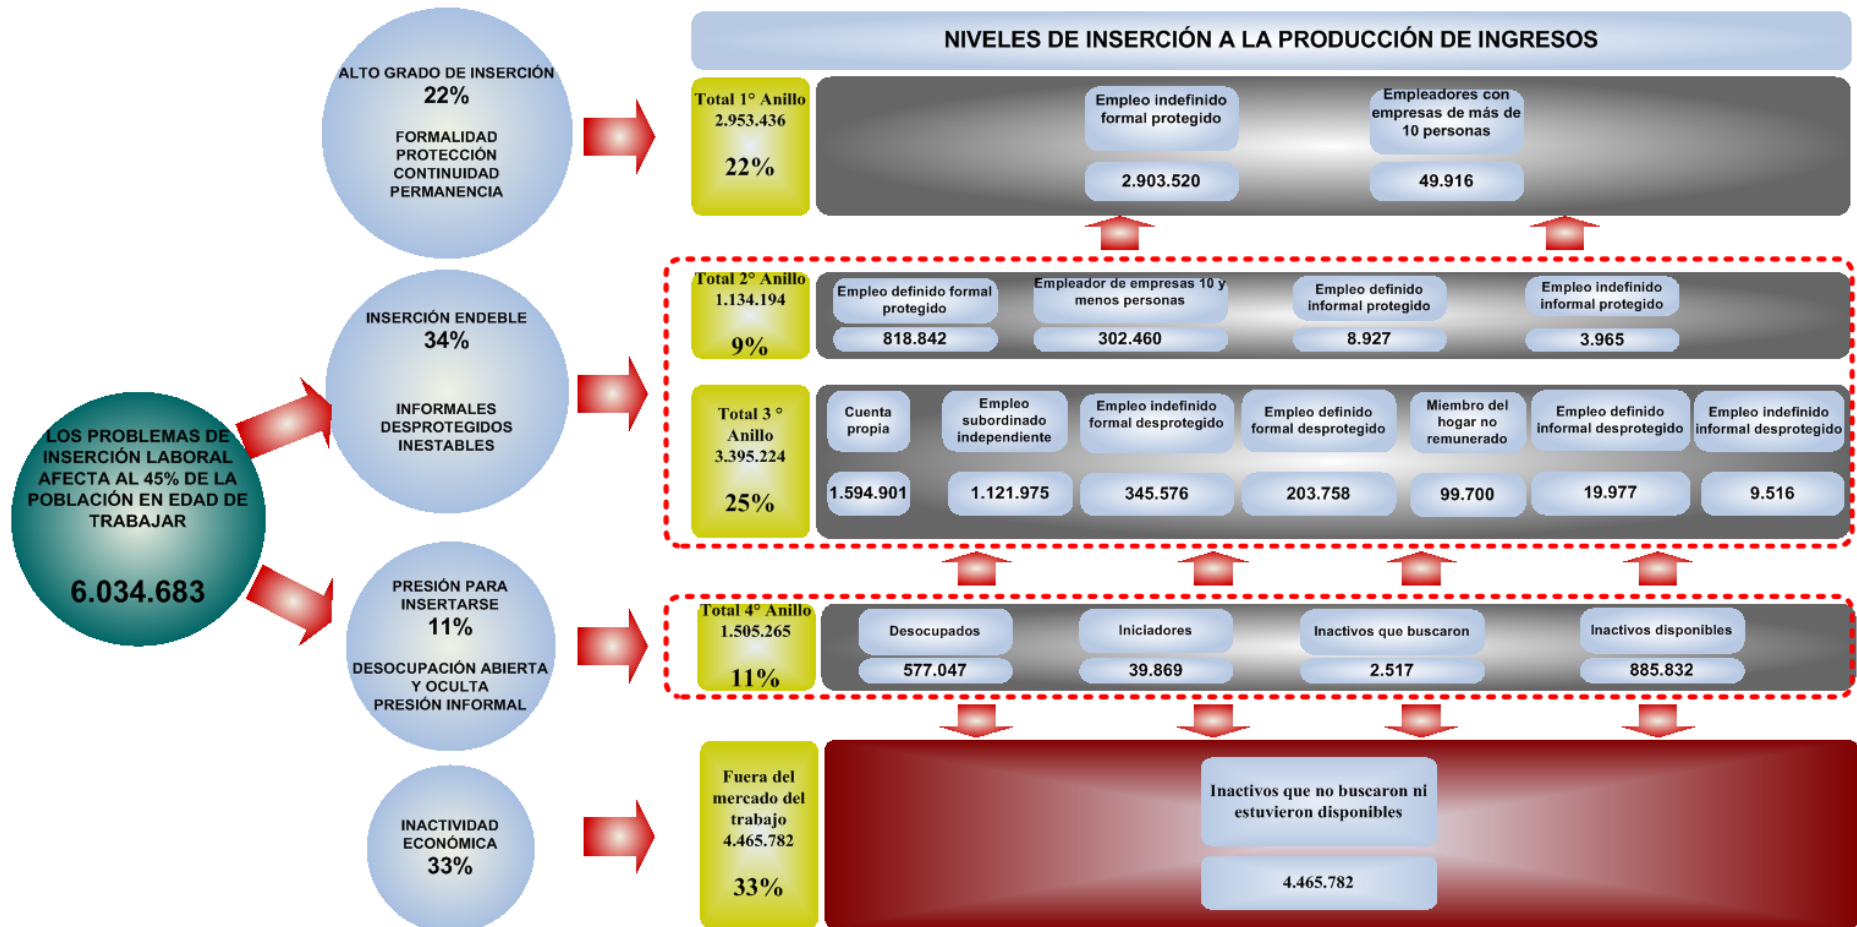 NIVELES DE INSERCIÓN A LA PRODUCCIÓN DE INGRESOS
LOS PROBLEMAS DE
INSERCIÓN LABORAL
AFECTA AL 45% DE LA
POBLACIÓN EN EDAD DE
TRABAJAR
6.034.683
ALTO GRADO DE INSERCIÓN
22%
FORMALIDAD
PROTECCIÓN
CONTINUIDAD
PERMANENCIA
Total 1° Anillo
2.953.436
22%
Empleo indefinido
formal protegido
2.903.520
Empleadores con
empresas de más de
10 personas
49.916
INSERCIÓN ENDEBLE
34%
INFORMALES
DESPROTEGIDOS
INESTABLES
Total 2° Anillo
1.134.194
9%
Empleo definido formal
protegido
818.842
Empleador de empresas 10 y
menos personas
302.460
Empleo definido
informal protegido
8.927
Empleo indefinido
informal protegido
3.965
Total 3 °
Anillo
3.395.224
25%
Cuenta
propia
1.594.901
Empleo
subordinado
independiente
1.121.975
Empleo indefinido
formal desprotegido
345.576
Empleo definido
formal desprotegido
203.758
Miembro del
hogar no
remunerado
99.700
Empleo definido
informal desprotegido
19.977
Empleo indefinido
informal desprotegido
9.516
PRESIÓN PARA
INSERTARSE
11%
DESOCUPACIÓN ABIERTA
Y OCULTA
PRESIÓN INFORMAL
Total 4° Anillo
1.505.265
11%
Desocupados
577.047
Iniciadores
39.869
Inactivos que buscaron
2.517
Inactivos disponibles
885.832
INACTIVIDAD
ECONÓMICA
33%
Fuera del
mercado del
trabajo
4.465.782
33%
Inactivos que no buscaron ni
estuvieron disponibles
4.465.782